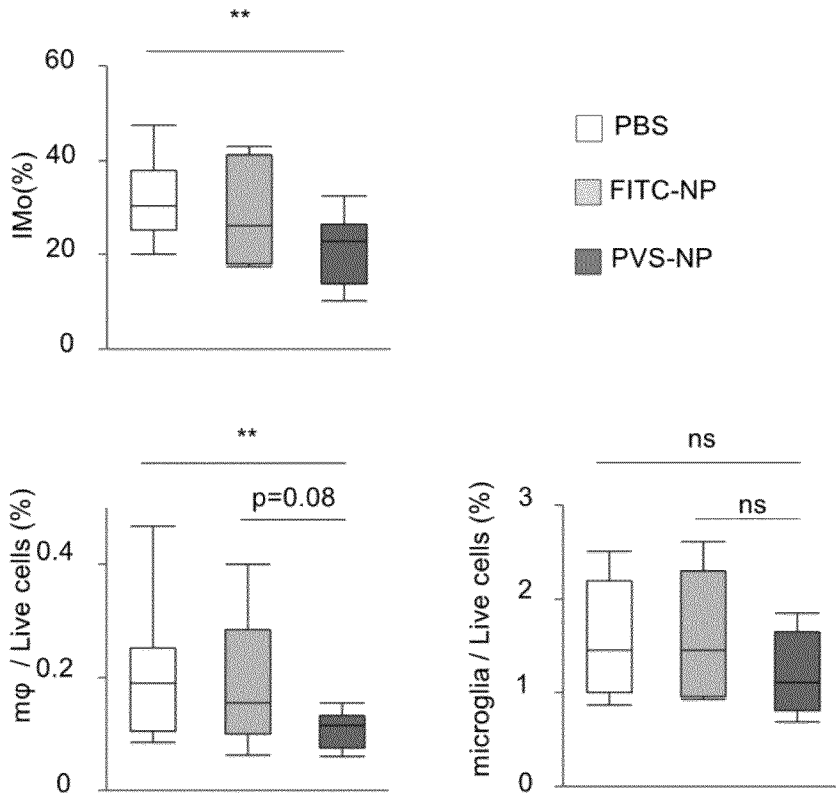 **
60
40
20
0
IMo(%)
PBS
FITC-NP
PVS-NP
**
p=0.08
0.4
0.2
0
mφ / Live cells (%)
ns
ns
3
2
1
0
microglia / Live cells (%)